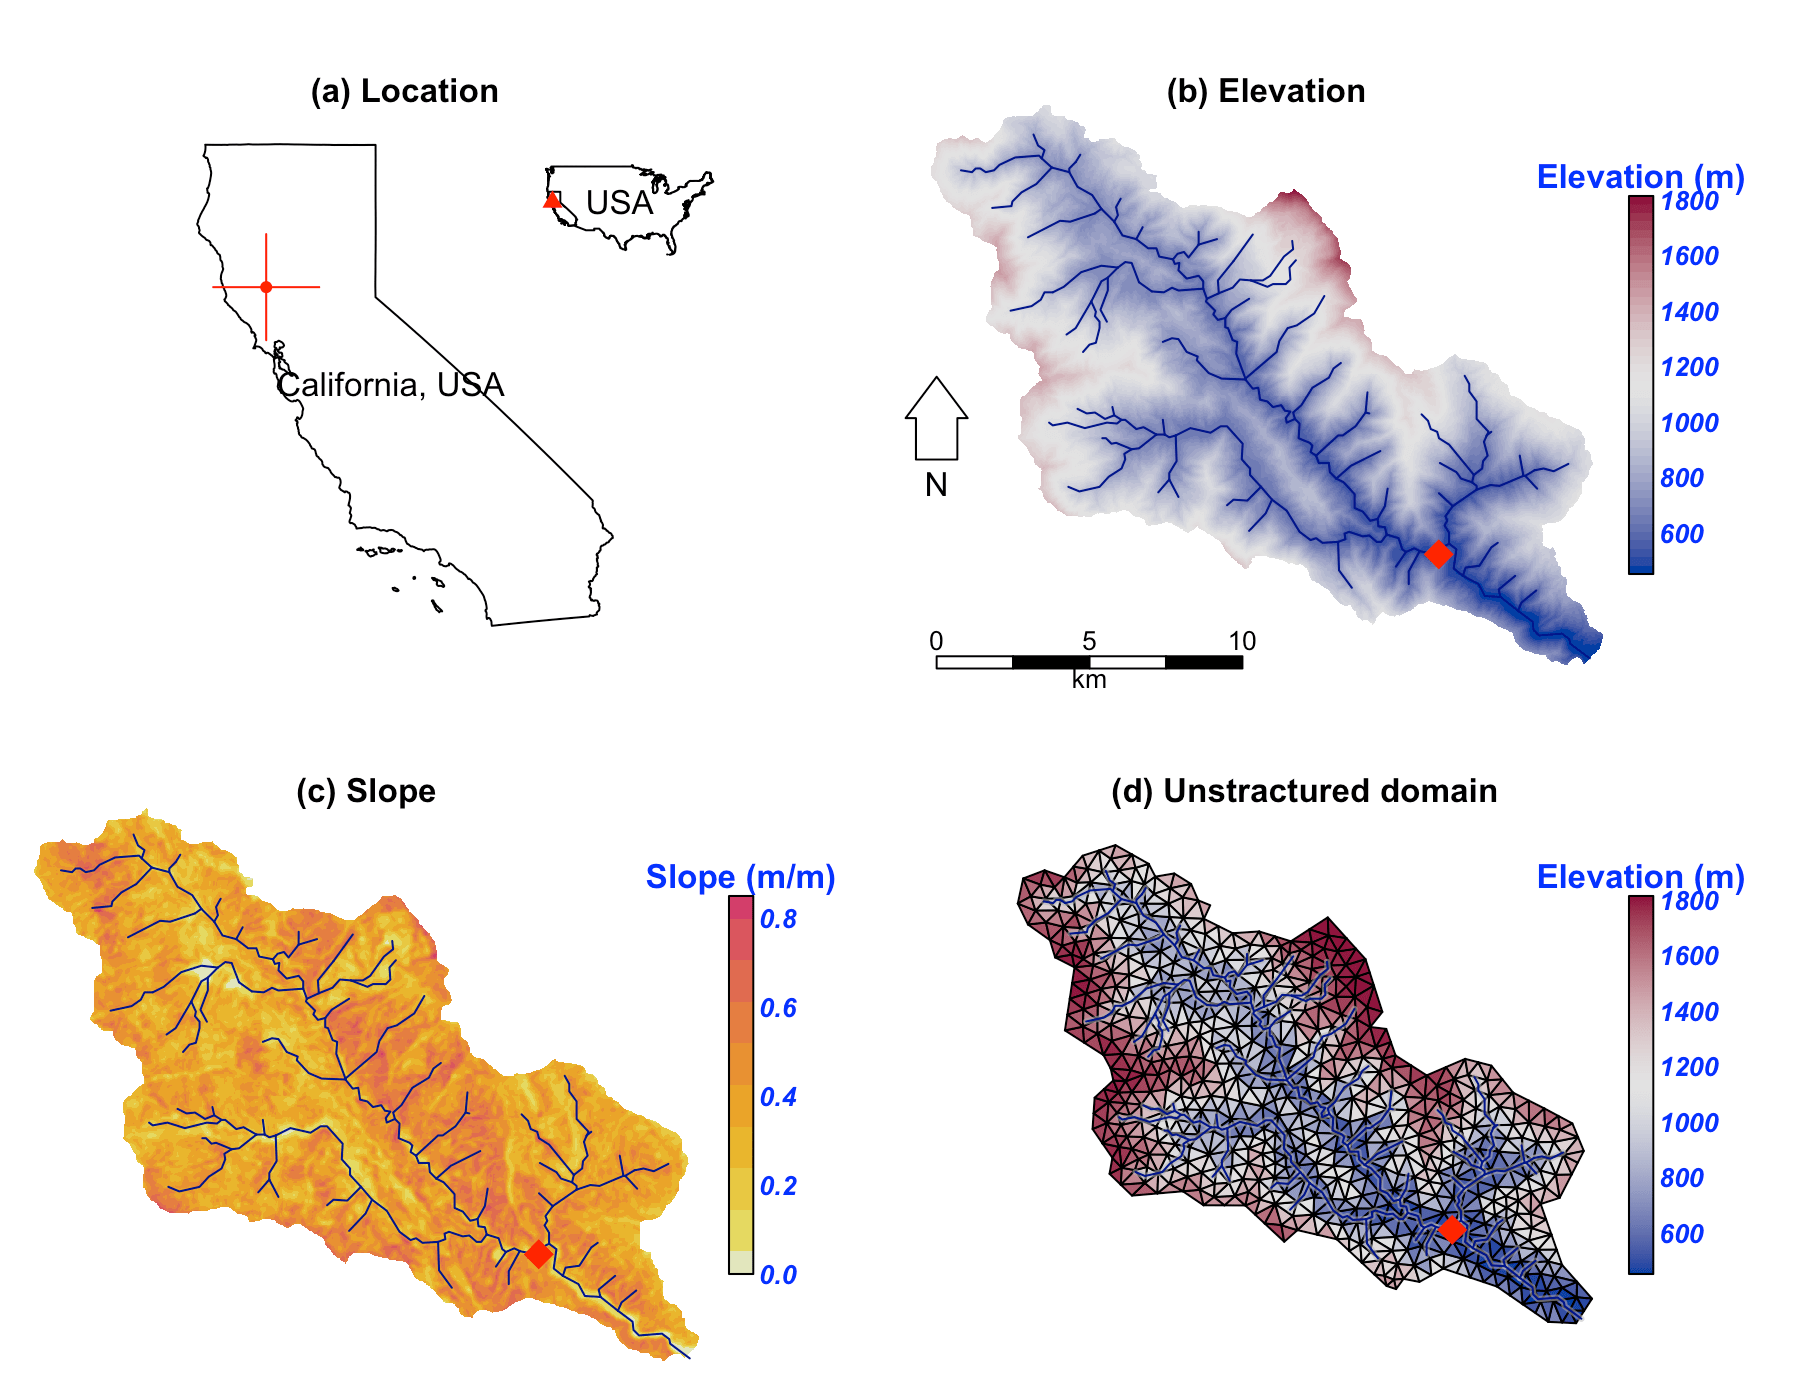 (a) Location
USA
California, USA
(b) Elevation
Elevation (m)
1800
1600
1400
1200
1000
800
600
N
0 5 10
km
(c) Slope
Slope (m/m)
0.8
0.6
0.4
0.2
0.0
(d) Unstractured domain
Elevation (m)
1800
1600
1400
1200
1000
800
600